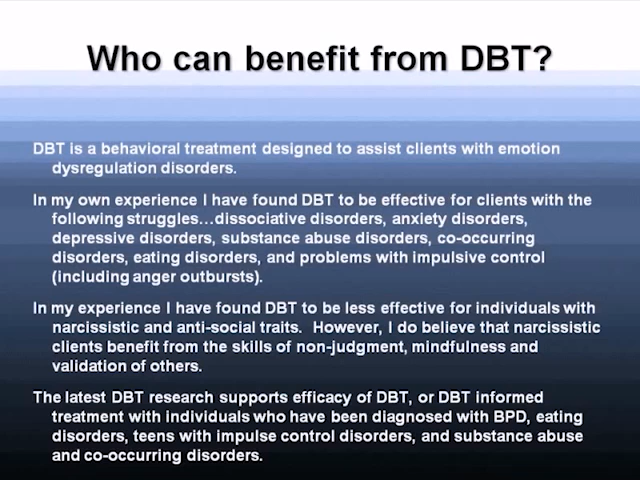 Who can benefit from DBT?
DBT is a behavioral treatment designed to assist clients with emotion
dysregulation disorders.
In my own experience I have found DBT to be effective for clients with the
following struggles…dissociative disorders, anxiety disorders,
depressive disorders, substance abuse disorders, co-occurring
disorders, eating disorders, and problems with impulsive control
(including anger outbursts).
In my experience I have found DBT to be less effective for individuals with
narcissistic and anti-social traits.  However, I do believe that narcissistic
clients benefit from the skills of non-judgment, mindfulness and
validation of others.
The latest DBT research supports efficacy of DBT, or DBT informed
treatment with individuals who have been diagnosed with BPD, eating
disorders, teens with impulse control disorders, and substance abuse
and co-occurring disorders.